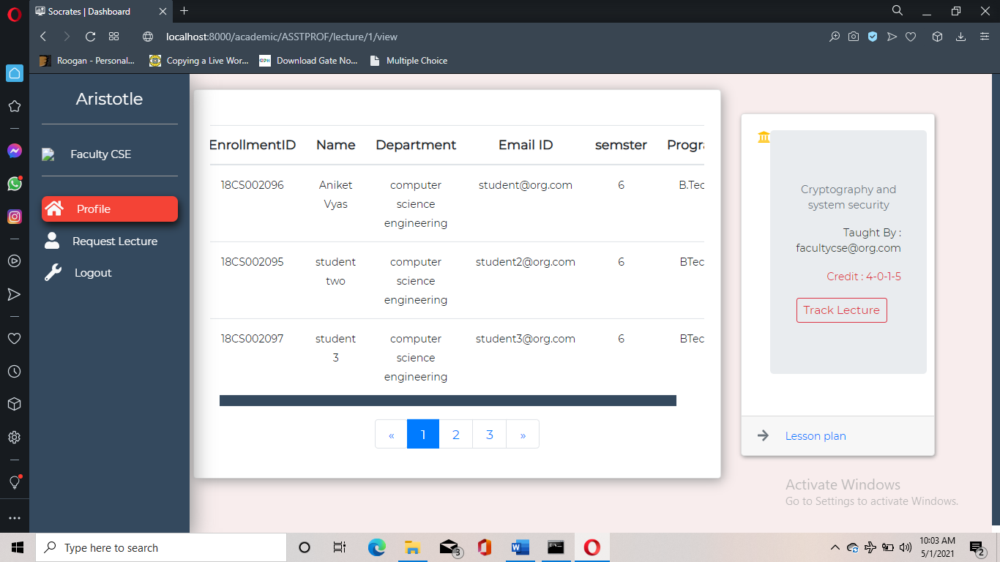 Socrates | Dashboard
localhost:8000/academic/ASSTPROF/lecture/1/view
Roogan - Personal... Copying a Live Wor... Download Gate No... Multiple Choice
Aristotle
Faculty CSE
Profile
Request Lecture
Logout
EnrollmentID Name Department Email ID semster Progra
18CS002096 Aniket Vyas computer science engineering student@org.com 6 B.Tec
18CS002095 student two computer science engineering student2@org.com 6 BTec
18CS002097 student 3 computer science engineering student3@org.com 6 BTec
« 1 2 3 »
Cryptography and
system security
Taught By :
facultycse@org.com
Credit : 4-0-1-5
Track Lecture
Lesson plan
Activate Windows
Go to Settings to activate Windows.
Type here to search
3
10:03 AM
5/1/2021
2